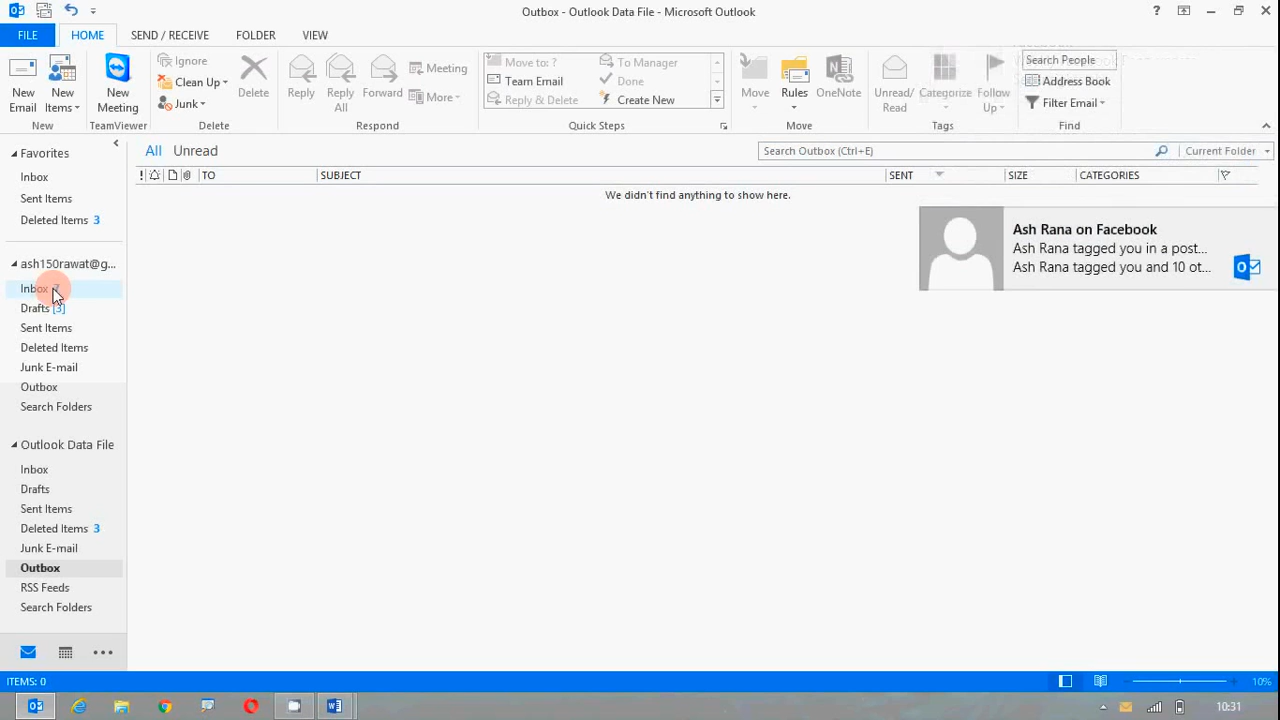 Outbox - Outlook Data File - Microsoft Outlook
?
FILE
HOME
SEND / RECEIVE
FOLDER
VIEW
New Email
New Items
New Meeting
Ignore
Clean Up
Junk
Delete
Reply
Reply All
Forward
Meeting
More
Move to: ?
Team Email
Reply & Delete
To Manager
Done
Create New
Move
Rules
OneNote
Unread/ Read
Categorize
Follow Up
Search People
Address Book
Filter Email
New
TeamViewer
Delete
Respond
Quick Steps
Move
Tags
Find
Favorites
Inbox
Sent Items
Deleted Items 3
ash150rawat@g...
Inbox
Drafts [3]
Sent Items
Deleted Items
Junk E-mail
Outbox
Search Folders
Outlook Data File
Inbox
Drafts
Sent Items
Deleted Items 3
Junk E-mail
Outbox
RSS Feeds
Search Folders
All Unread
Search Outbox (Ctrl+E)
Current Folder
! TO SUBJECT SENT SIZE CATEGORIES
We didn't find anything to show here.
Ash Rana on Facebook
Ash Rana tagged you in a post...
Ash Rana tagged you and 10 ot...
ITEMS: 0
10%
10:31